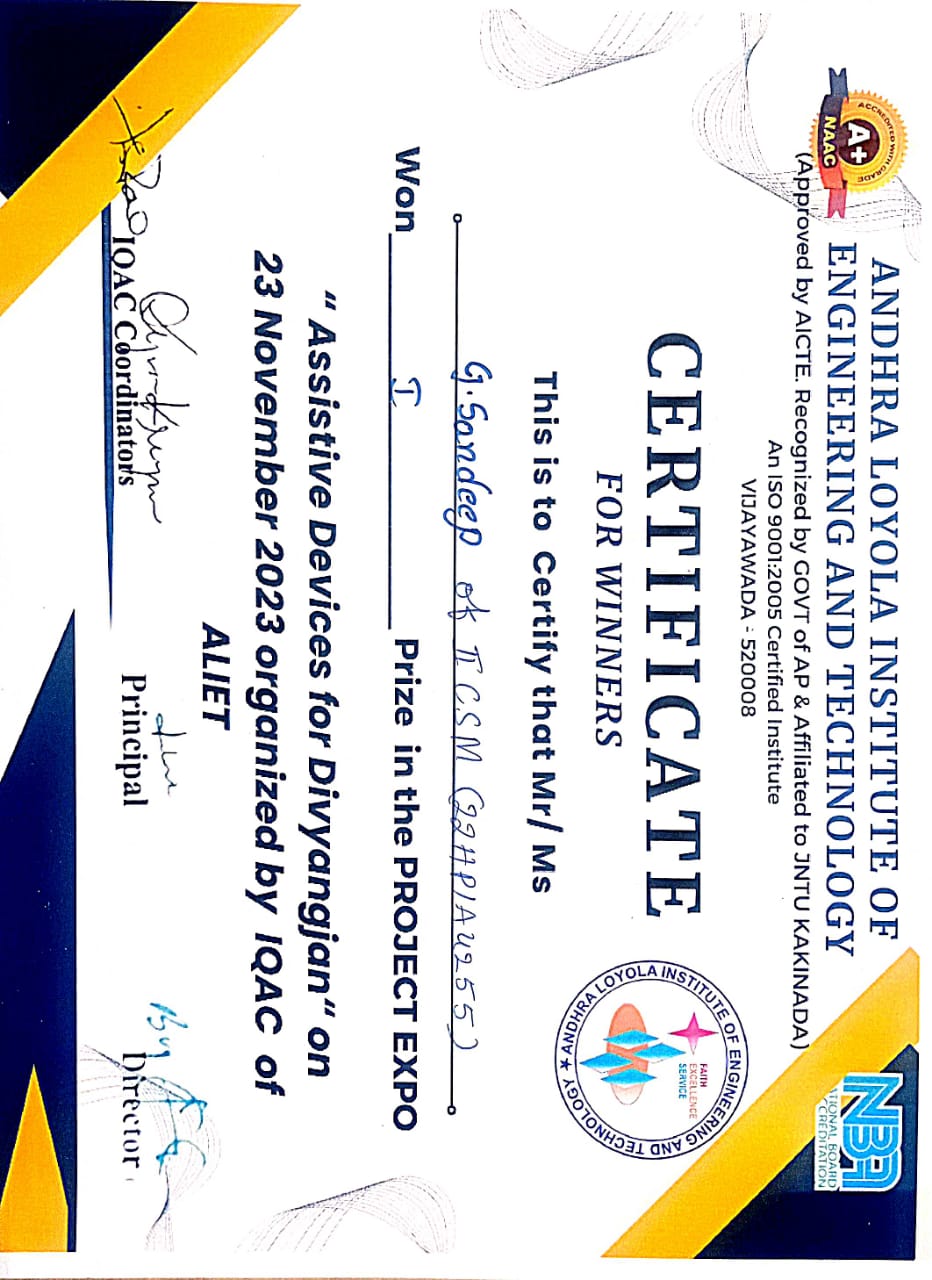 ANDHRA LOYOLA INSTITUTE OF
ENGINEERING AND TECHNOLOGY
(Approved by AICTE. Recognized by GOVT of AP & Affiliated to JNTU KAKINADA)
An ISO 9001:2005 Certified Institute
VIJAYAWADA - 520008
ACCREDITED WITH GRADE
A+
NAAC
NBA
ATIONAL BOARD
CCREDITATION
ANDHRA LOYOLA INSTITUTE OF ENGINEERING AND TECHNOLOGY ★
FAITH
EXCELLENCE
SERVICE
CERTIFICATE
FOR WINNERS
This is to Certify that Mr/ Ms
G. Sandeep of II CSM (22HP1A4255)
Won I Prize in the PROJECT EXPO
“ Assistive Devices for Divyangjan“ on
23 November 2023 organized by IQAC of
ALIET
IQAC Coordinators
Principal
Director